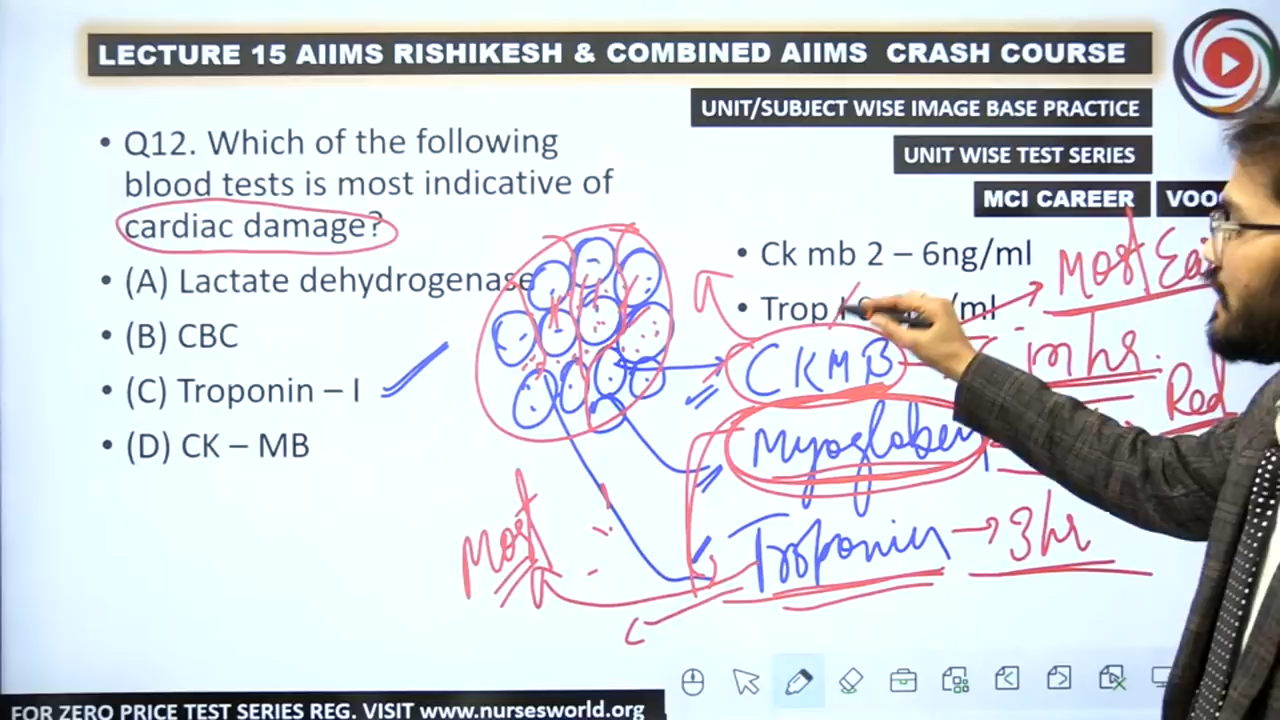 LECTURE 15 AIIMS RISHIKESH & COMBINED AIIMS CRASH COURSE
UNIT/SUBJECT WISE IMAGE BASE PRACTICE
UNIT WISE TEST SERIES
MCI CAREER
• Q12. Which of the following
blood tests is most indicative of
cardiac damage?
• (A) Lactate dehydrogenase
• (B) CBC
• (C) Troponin – I
• (D) CK – MB
• Ck mb 2 – 6ng/ml
• Trop /ml
Most
CKMB
in hr.
Myoglobin
Troponin → 3hr
Most
FOR ZERO PRICE TEST SERIES REG. VISIT www.nursesworld.org